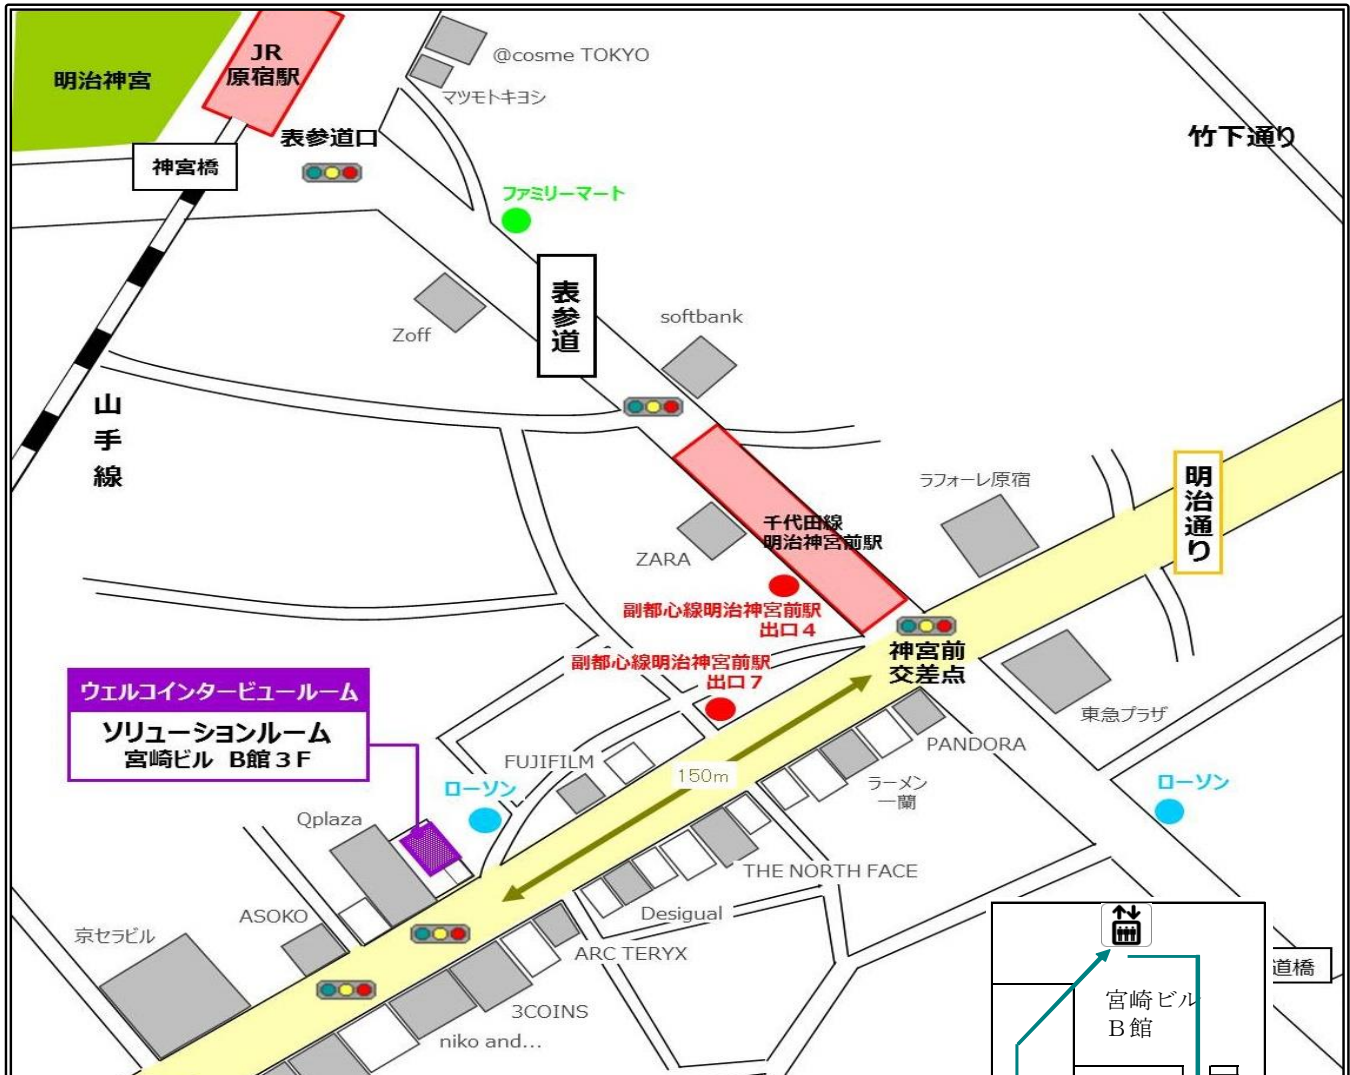 JR
原宿駅
明治神宮
@cosme TOKYO
マツモトキヨシ
表参道口
神宮橋
竹下通り
ファミリーマート
表参道
Zoff
softbank
山手線
ラフォーレ原宿
明治通り
千代田線
明治神宮前駅
ZARA
副都心線明治神宮前駅
出口4
神宮前
交差点
副都心線明治神宮前駅
出口7
ウェルコインタービュールーム
ソリューションルーム
宮崎ビル B館3F
東急プラザ
PANDORA
FUJIFILM
150m
ラーメン
一蘭
ローソン
ローソン
Qplaza
THE NORTH FACE
Desigual
ASOKO
京セラビル
ARC TERYX
道橋
3COINS
niko and...
宮崎ビル
B館